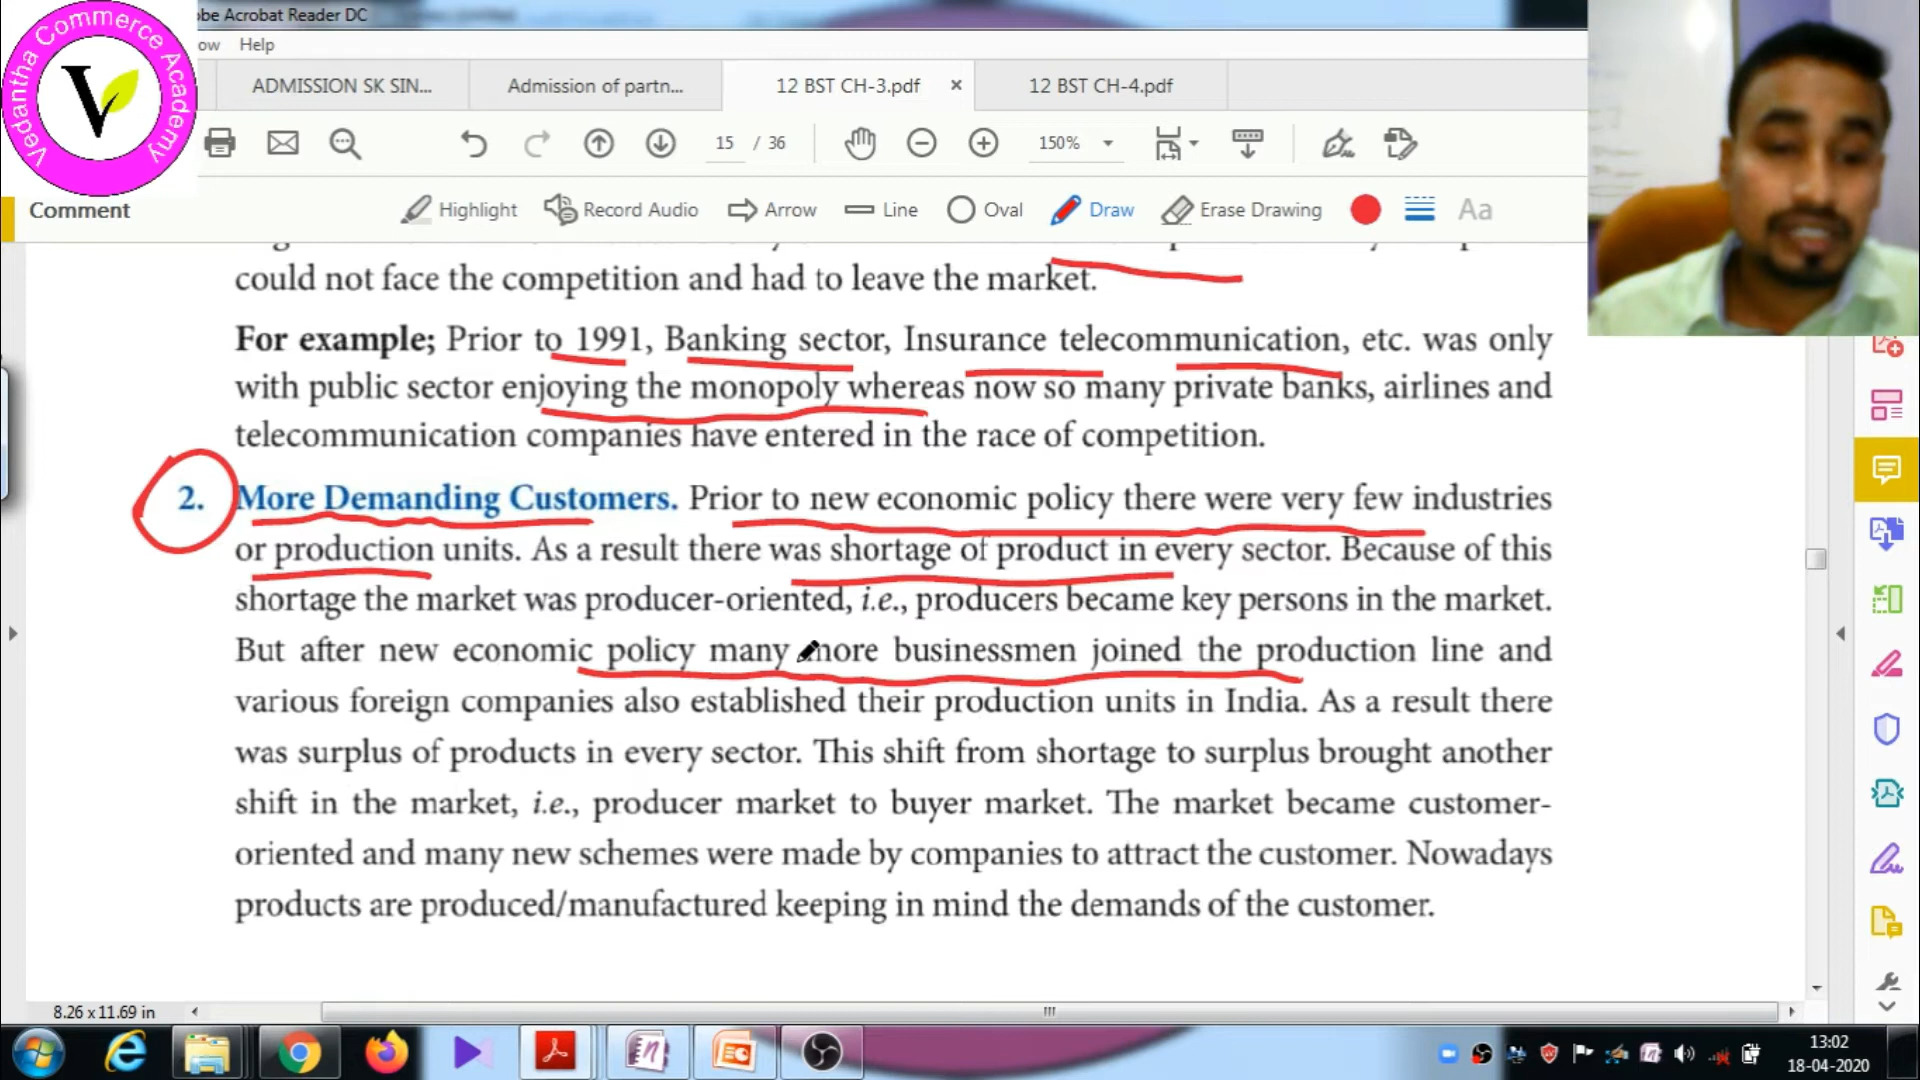 Vedantha Commerce Academy
V
be Acrobat Reader DC
ow Help
ADMISSION SK SIN...
Admission of partn...
12 BST CH-3.pdf ×
12 BST CH-4.pdf
15 / 36
150%
Comment
Highlight
Record Audio
Arrow
Line
Oval
Draw
Erase Drawing
Aa
could not face the competition and had to leave the market.
For example; Prior to 1991, Banking sector, Insurance telecommunication, etc. was only
with public sector enjoying the monopoly whereas now so many private banks, airlines and
telecommunication companies have entered in the race of competition.
2. More Demanding Customers. Prior to new economic policy there were very few industries
or production units. As a result there was shortage of product in every sector. Because of this
shortage the market was producer-oriented, i.e., producers became key persons in the market.
But after new economic policy many more businessmen joined the production line and
various foreign companies also established their production units in India. As a result there
was surplus of products in every sector. This shift from shortage to surplus brought another
shift in the market, i.e., producer market to buyer market. The market became customer-
oriented and many new schemes were made by companies to attract the customer. Nowadays
products are produced/manufactured keeping in mind the demands of the customer.
8.26 x 11.69 in
13:02
18-04-2020